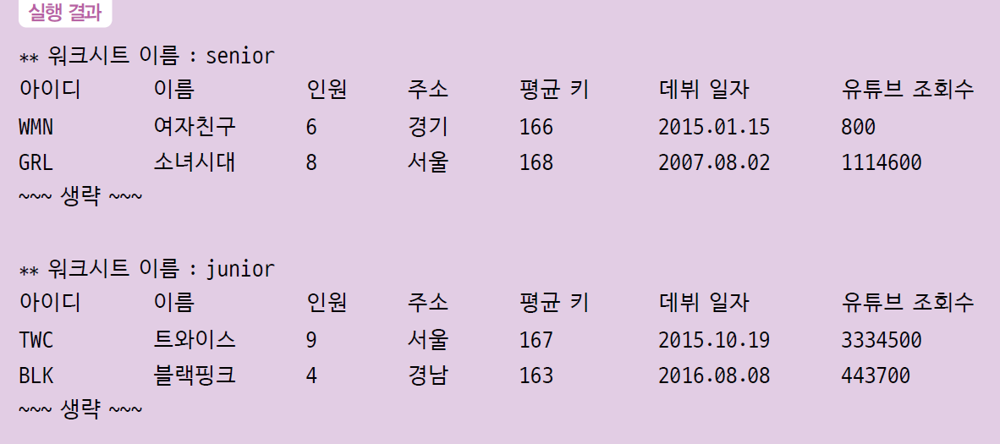 실행 결과
** 워크시트 이름 : senior
아이디 이름 인원 주소 평균 키 데뷔 일자 유튜브 조회수
WMN 여자친구 6 경기 166 2015.01.15 800
GRL 소녀시대 8 서울 168 2007.08.02 1114600
~~~ 생략 ~~~
** 워크시트 이름 : junior
아이디 이름 인원 주소 평균 키 데뷔 일자 유튜브 조회수
TWC 트와이스 9 서울 167 2015.10.19 3334500
BLK 블랙핑크 4 경남 163 2016.08.08 443700
~~~ 생략 ~~~